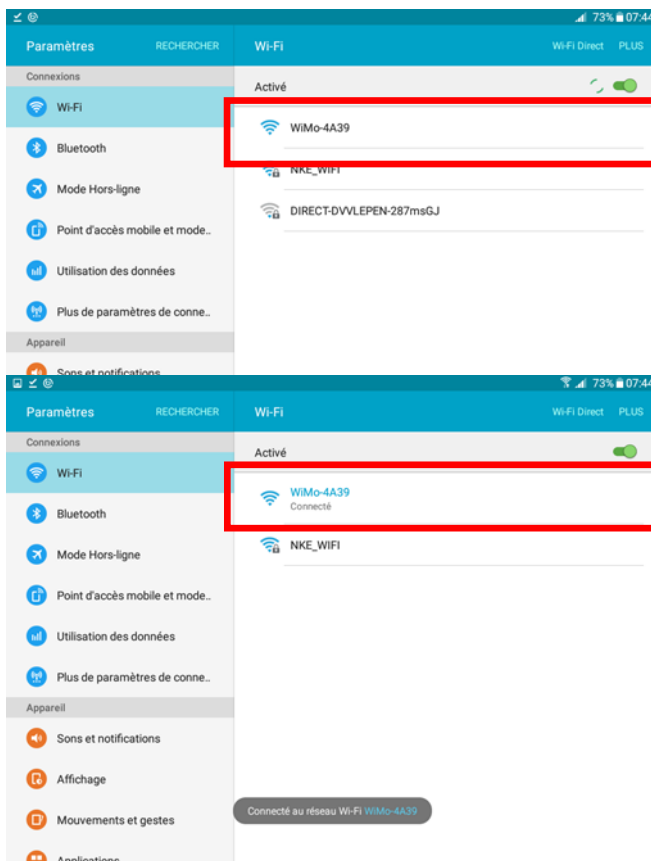 73% 07:44
Paramètres RECHERCHER Wi-Fi Wi-Fi Direct PLUS
Connexions
Activé
Wi-Fi
WiMo-4A39
Bluetooth
NKE_WIFI
Mode Hors-ligne
DIRECT-DVVLEPEN-287msGJ
Point d'accès mobile et mode..
Utilisation des données
Plus de paramètres de conne..
Appareil
Sons et notifications
73% 07:44
Paramètres RECHERCHER Wi-Fi Wi-Fi Direct PLUS
Connexions
Activé
Wi-Fi
WiMo-4A39
Connecté
Bluetooth
NKE_WIFI
Mode Hors-ligne
Point d'accès mobile et mode..
Utilisation des données
Plus de paramètres de conne..
Appareil
Sons et notifications
Affichage
Connecté au réseau Wi-Fi WiMo-4A39
Mouvements et gestes
Applications